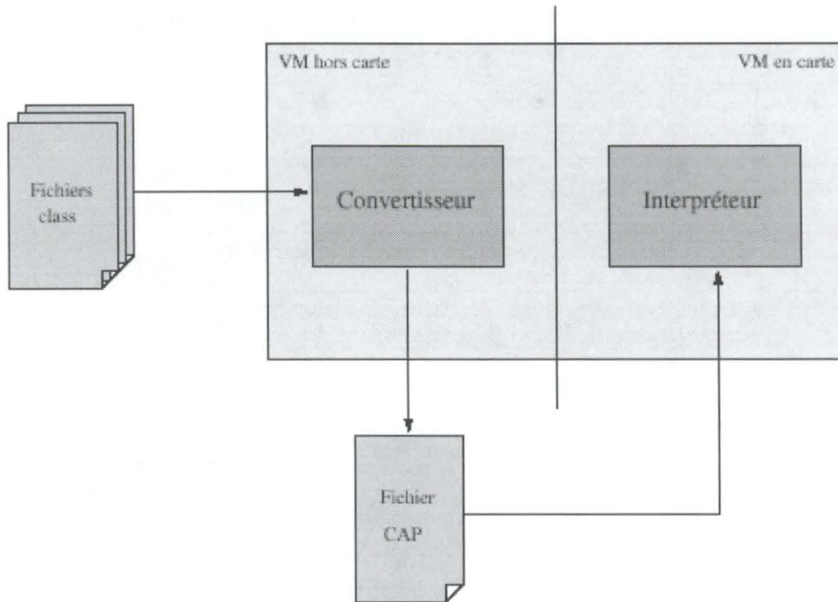 VM hors carte
VM en carte
Fichiers
class
Convertisseur
Interpréteur
Fichier
CAP